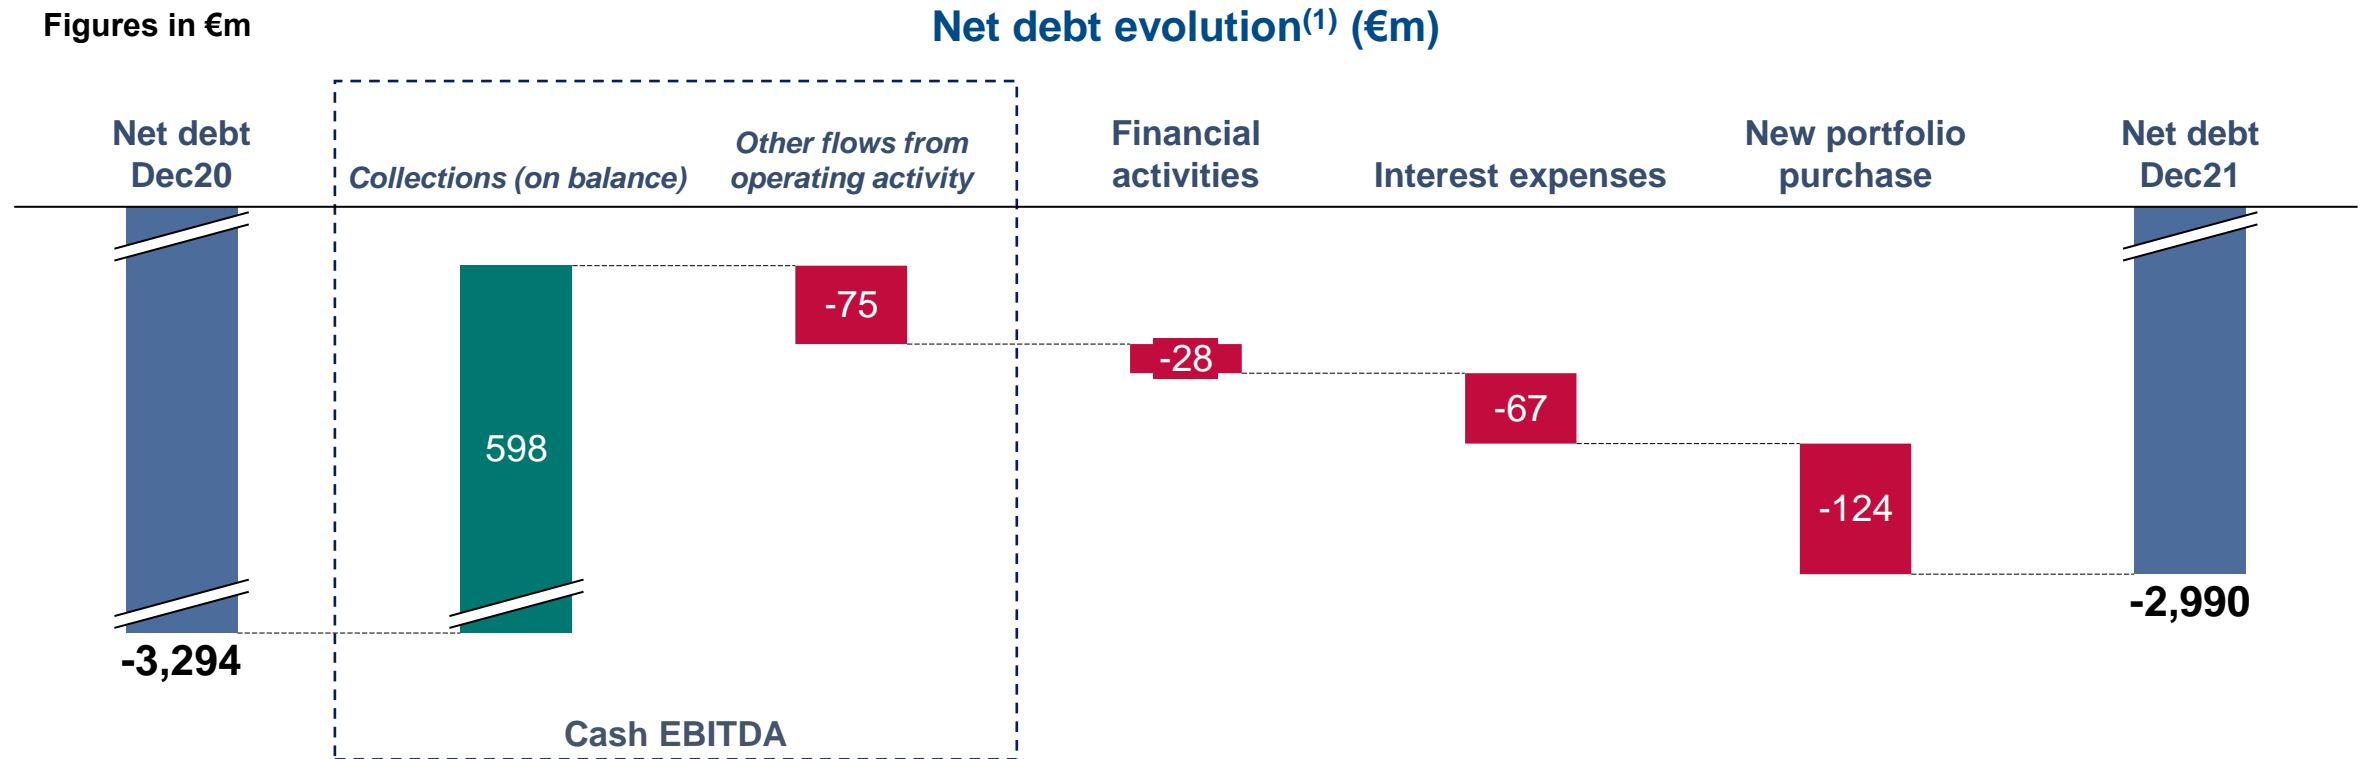 Figures in €m
Net debt evolution(1) (€m)
Net debt
Dec20
Collections (on balance)
Other flows from
operating activity
Financial
activities
Interest expenses
New portfolio
purchase
Net debt
Dec21
-75
-28
-67
598
-124
-2,990
-3,294
Cash EBITDA